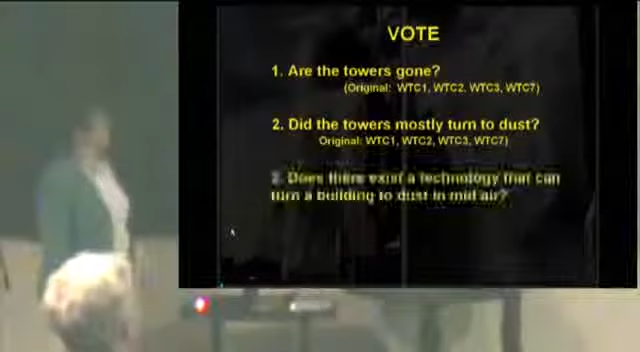 VOTE
1. Are the towers gone?
(Original: WTC1, WTC2, WTC3, WTC7)
2. Did the towers mostly turn to dust?
Original: WTC1, WTC2, WTC3, WTC7)
3. Does there exist a technology that can
turn a building to dust in mid air?